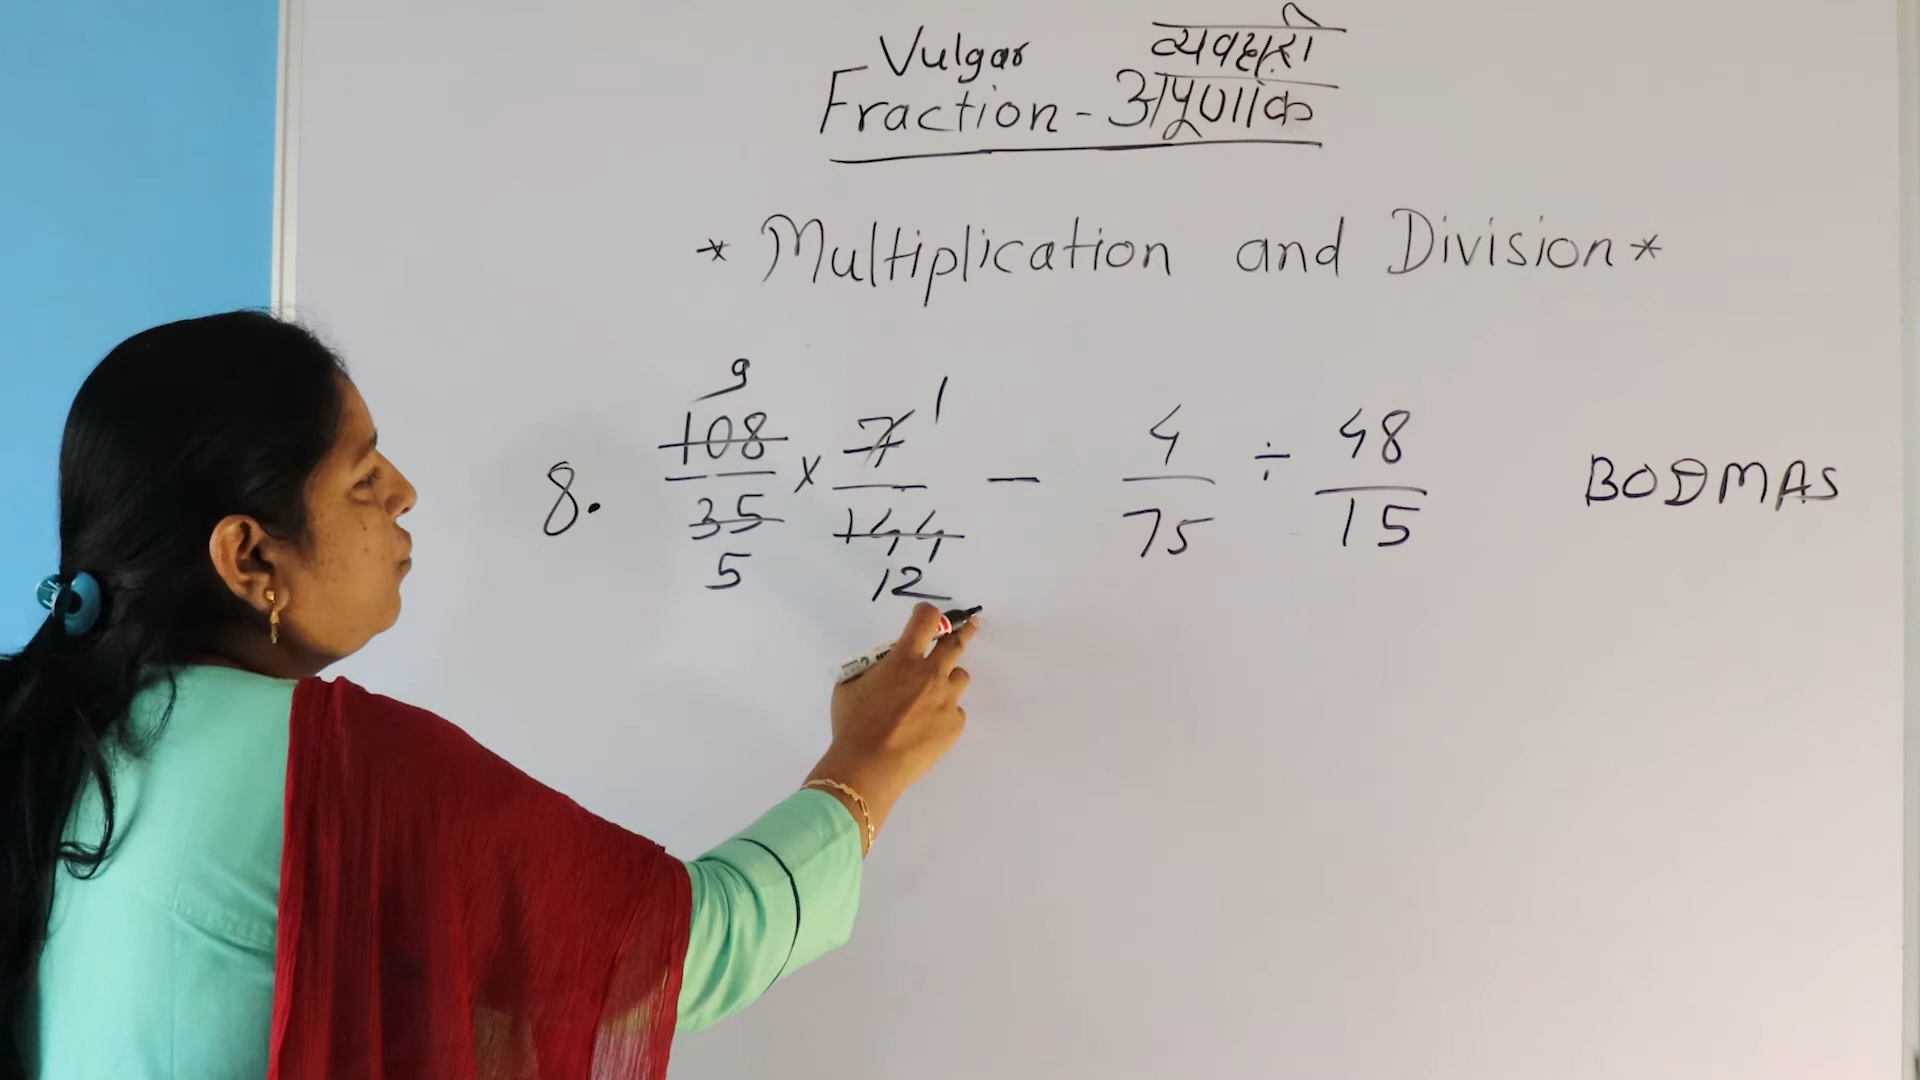 Vulgar व्यवहारी
Fraction - अपूर्णांक
* Multiplication and Division *
9 1
8. 108/35 × 7/144 − 4/75 ÷ 48/15 BODMAS
5 12